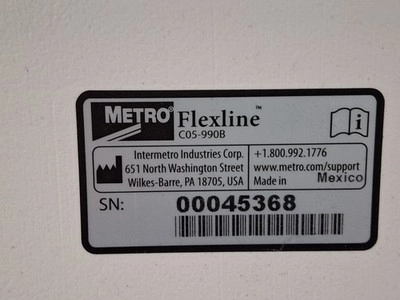 METRO Flexline™
C05-990B
Intermetro Industries Corp.
651 North Washington Street
Wilkes-Barre, PA 18705, USA
+1.800.992.1776
www.metro.com/support
Made in Mexico
SN: 00045368